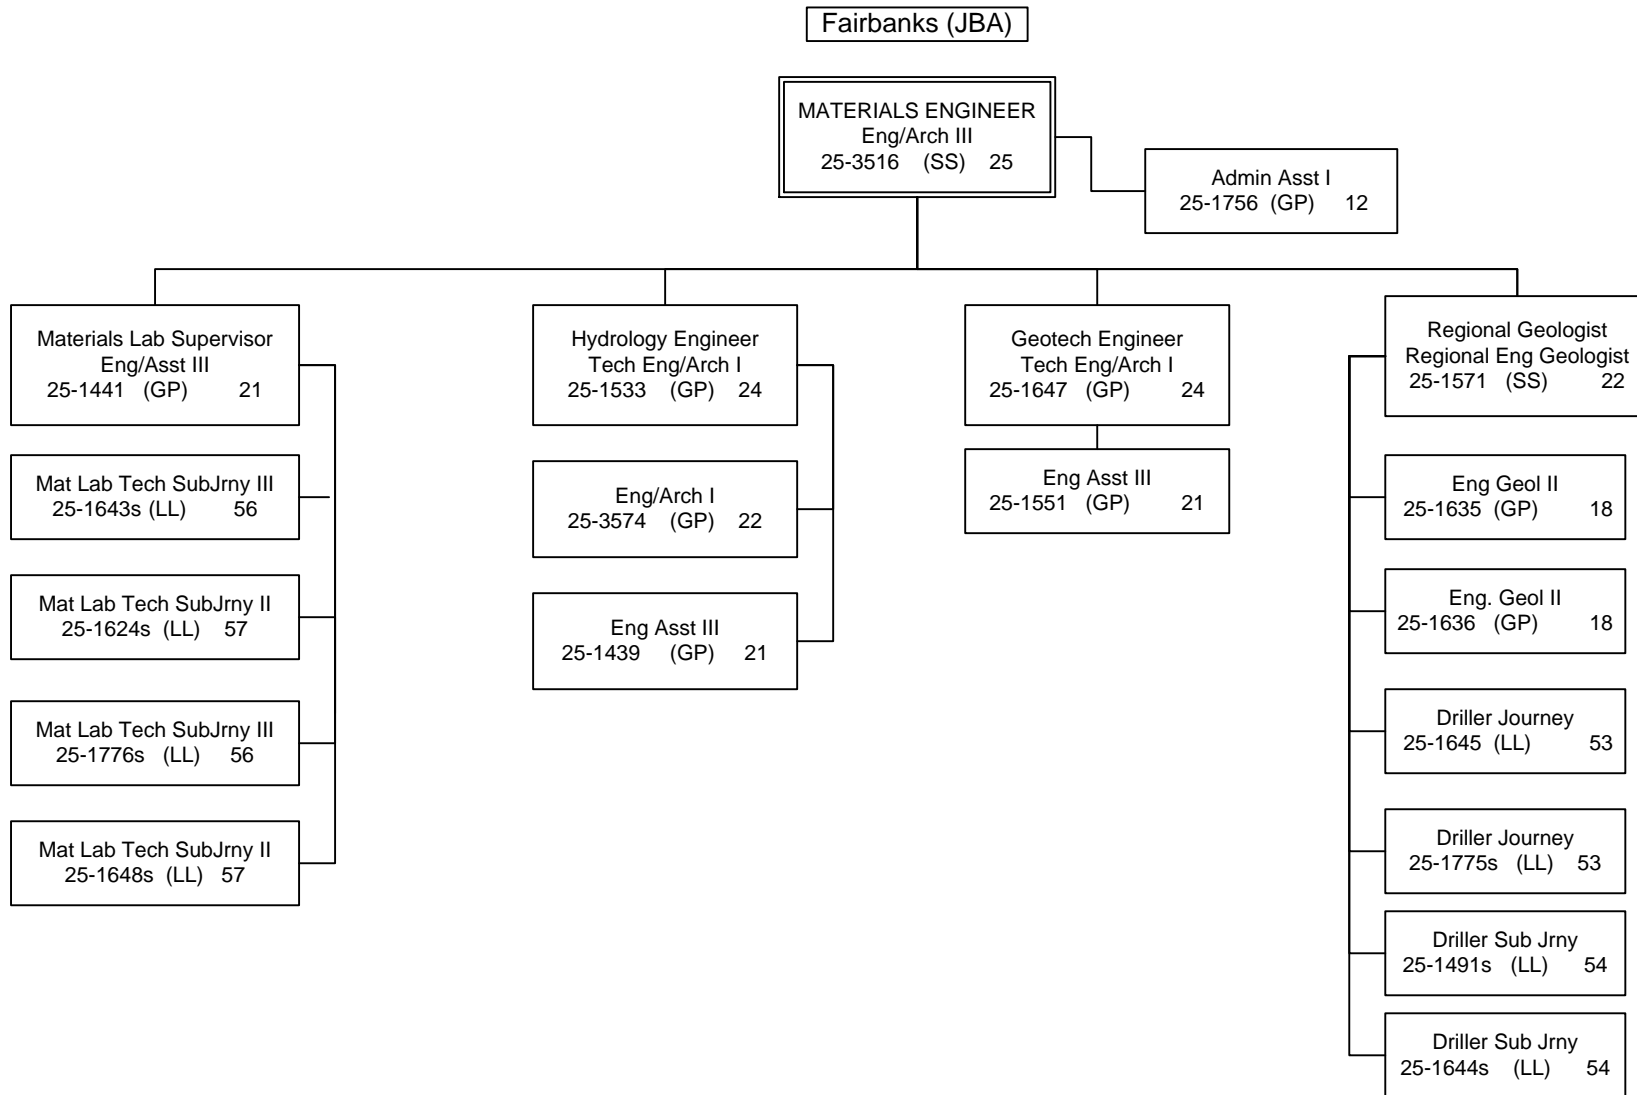 Fairbanks (JBA)
MATERIALS ENGINEER
Eng/Arch III
25-3516 (SS) 25
Admin Asst I
25-1756 (GP) 12
Materials Lab Supervisor
Eng/Asst III
25-1441 (GP) 21
Mat Lab Tech SubJrny III
25-1643s (LL) 56
Mat Lab Tech SubJrny II
25-1624s (LL) 57
Mat Lab Tech SubJrny III
25-1776s (LL) 56
Mat Lab Tech SubJrny II
25-1648s (LL) 57
Hydrology Engineer
Tech Eng/Arch I
25-1533 (GP) 24
Eng/Arch I
25-3574 (GP) 22
Eng Asst III
25-1439 (GP) 21
Geotech Engineer
Tech Eng/Arch I
25-1647 (GP) 24
Eng Asst III
25-1551 (GP) 21
Regional Geologist
Regional Eng Geologist
25-1571 (SS) 22
Eng Geol II
25-1635 (GP) 18
Eng. Geol II
25-1636 (GP) 18
Driller Journey
25-1645 (LL) 53
Driller Journey
25-1775s (LL) 53
Driller Sub Jrny
25-1491s (LL) 54
Driller Sub Jrny
25-1644s (LL) 54